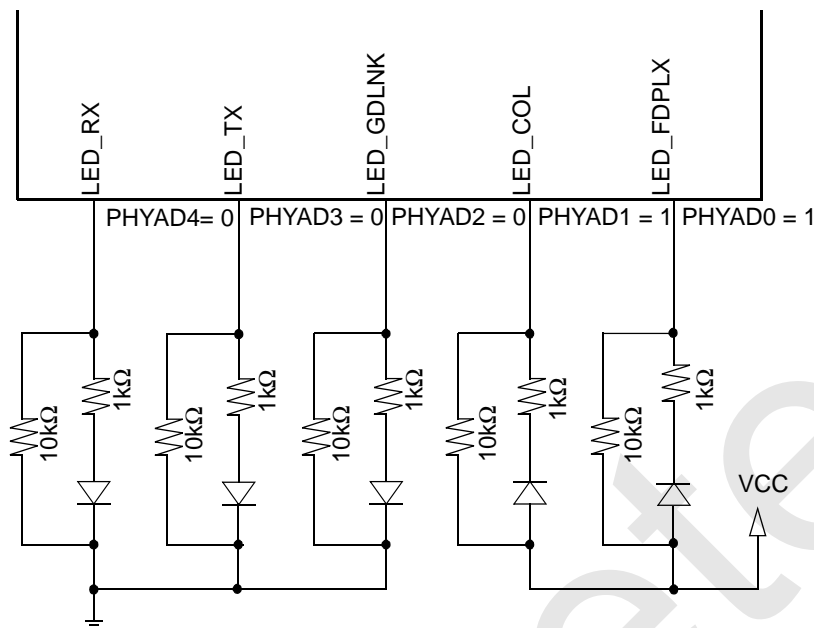 LED_RX
LED_TX
LED_GDLNK
LED_COL
LED_FDPLX
PHYAD4= 0
PHYAD3 = 0
PHYAD2 = 0
PHYAD1 = 1
PHYAD0 = 1
10kΩ
1kΩ
10kΩ
1kΩ
10kΩ
1kΩ
10kΩ
1kΩ
10kΩ
1kΩ
VCC
ete